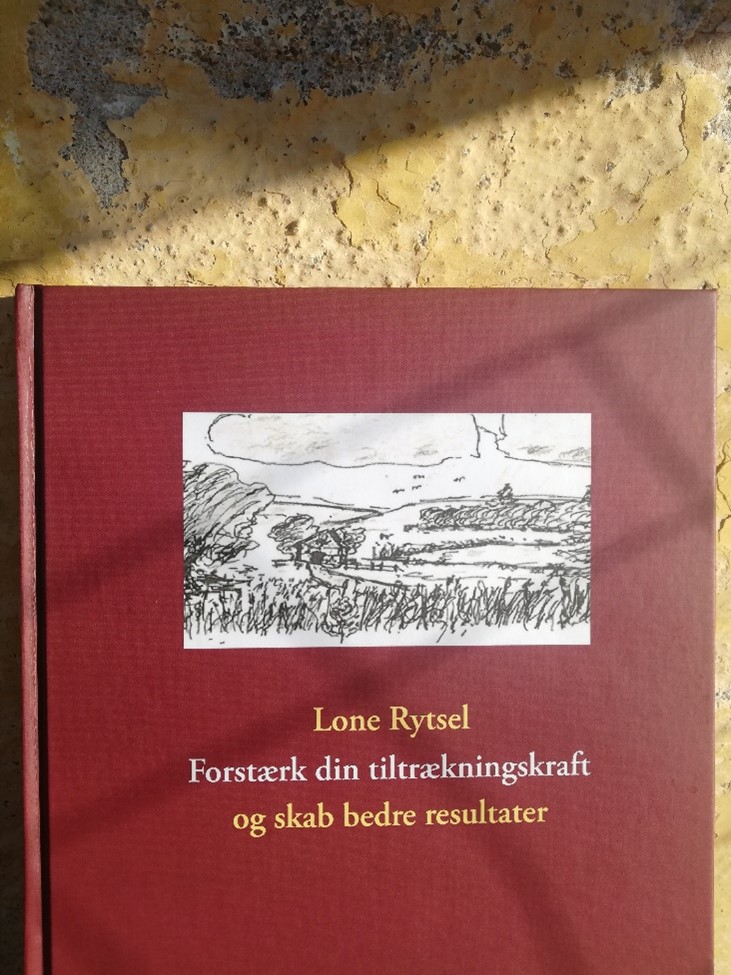 Lone Rytsel
Forstærk din tiltrækningskraft
og skab bedre resultater